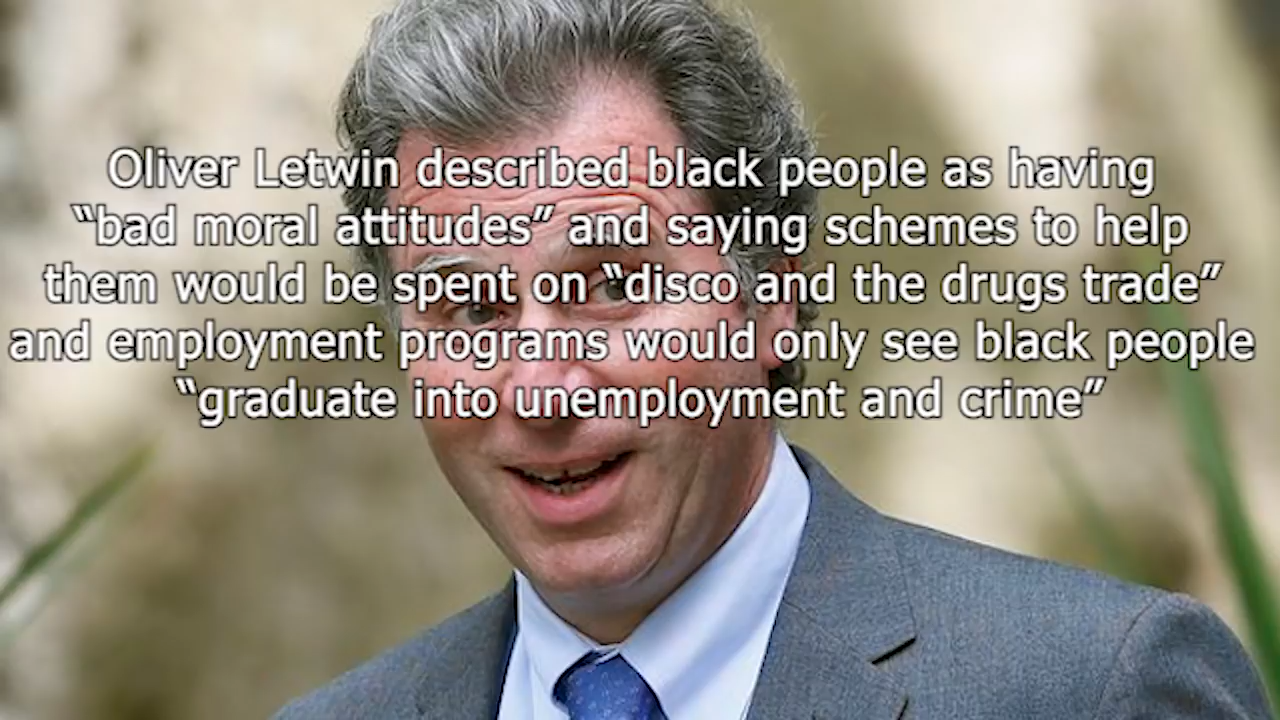 Oliver Letwin described black people as having
“bad moral attitudes” and saying schemes to help
them would be spent on “disco and the drugs trade”
and employment programs would only see black people
“graduate into unemployment and crime”